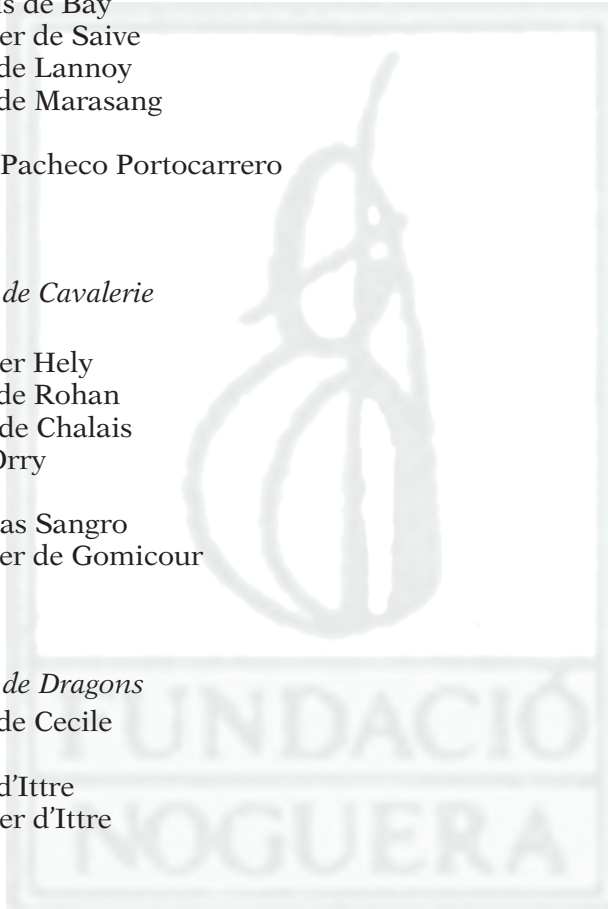 is de Bay
er de Saive
de Lannoy
de Marasang
Pacheco Portocarrero
de Cavalerie
er Hely
de Rohan
de Chalais
Orry
as Sangro
er de Gomicour
de Dragons
de Cecile
d'Ittre
er d'Ittre
FUNDACIÓ
NOGUERA